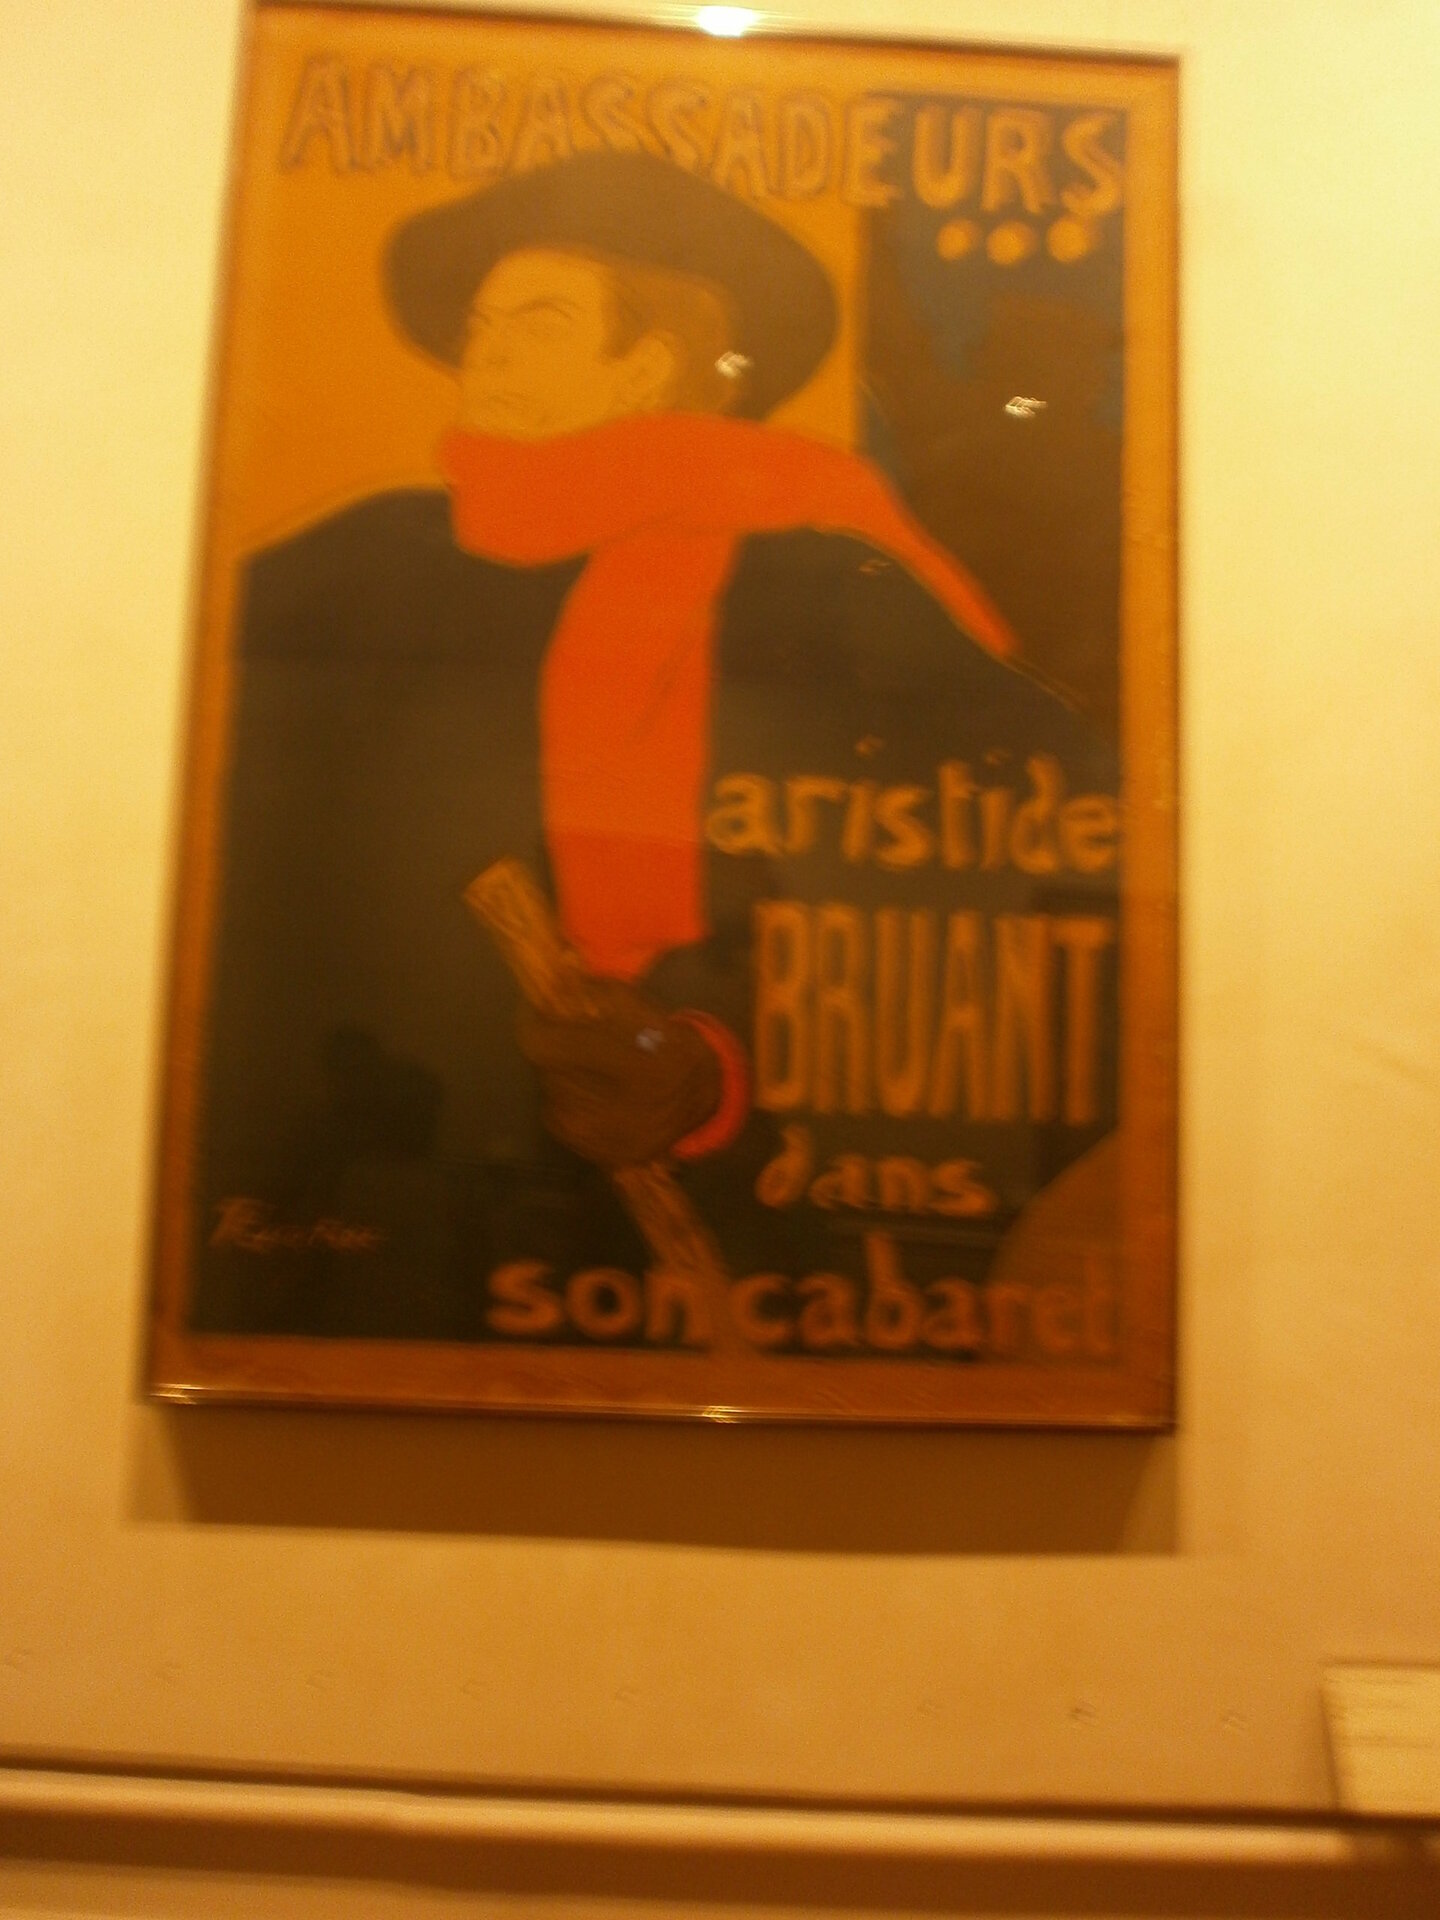 AMBASSADEURS
...
aristide
BRUANT
dans
son cabaret